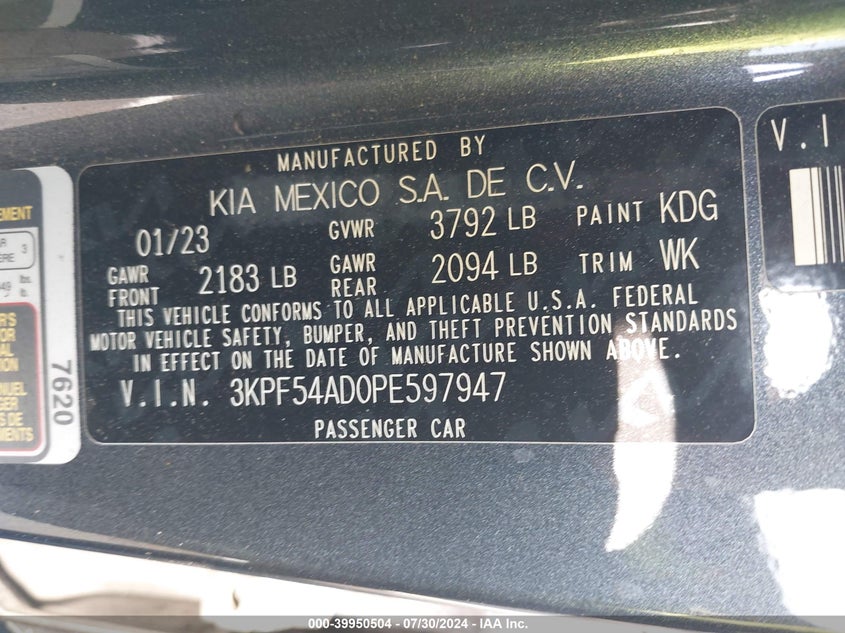 MANUFACTURED BY
KIA MEXICO S.A. DE C.V.
01/23 GVWR 3792 LB PAINT KDG
GAWR FRONT 2183 LB GAWR REAR 2094 LB TRIM WK
THIS VEHICLE CONFORMS TO ALL APPLICABLE U.S.A. FEDERAL
MOTOR VEHICLE SAFETY, BUMPER, AND THEFT PREVENTION STANDARDS
IN EFFECT ON THE DATE OF MANUFACTURE SHOWN ABOVE.
V.I.N. 3KPF54AD0PE597947
PASSENGER CAR
7620
V.I
000-39950504 - 07/30/2024 - IAA Inc.